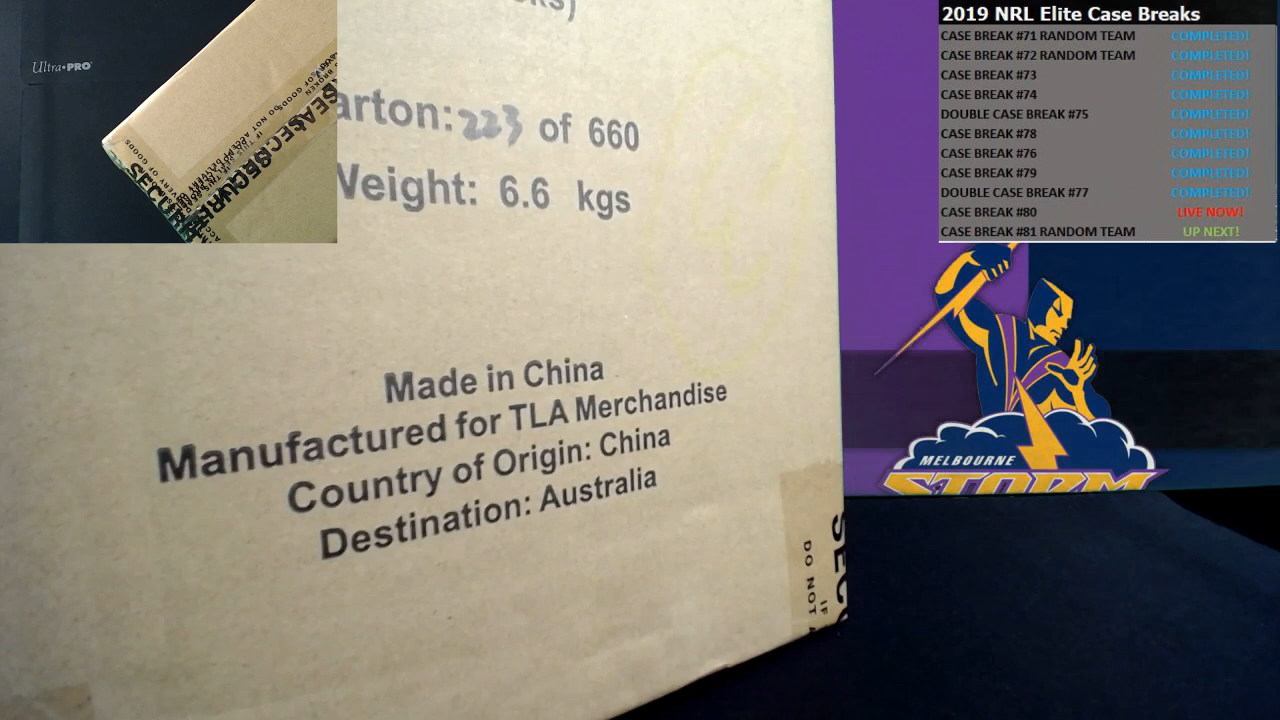 Ultra•PRO
arton: 223 of 660
Weight: 6.6 kgs
Made in China
Manufactured for TLA Merchandise
Country of Origin: China
Destination: Australia
DO NOT
IF
2019 NRL Elite Case Breaks
CASE BREAK #71 RANDOM TEAM COMPLETED!
CASE BREAK #72 RANDOM TEAM COMPLETED!
CASE BREAK #73 COMPLETED!
CASE BREAK #74 COMPLETED!
DOUBLE CASE BREAK #75 COMPLETED!
CASE BREAK #78 COMPLETED!
CASE BREAK #76 COMPLETED!
CASE BREAK #79 COMPLETED!
DOUBLE CASE BREAK #77 COMPLETED!
CASE BREAK #80 LIVE NOW!
CASE BREAK #81 RANDOM TEAM UP NEXT!
MELBOURNE
STORM